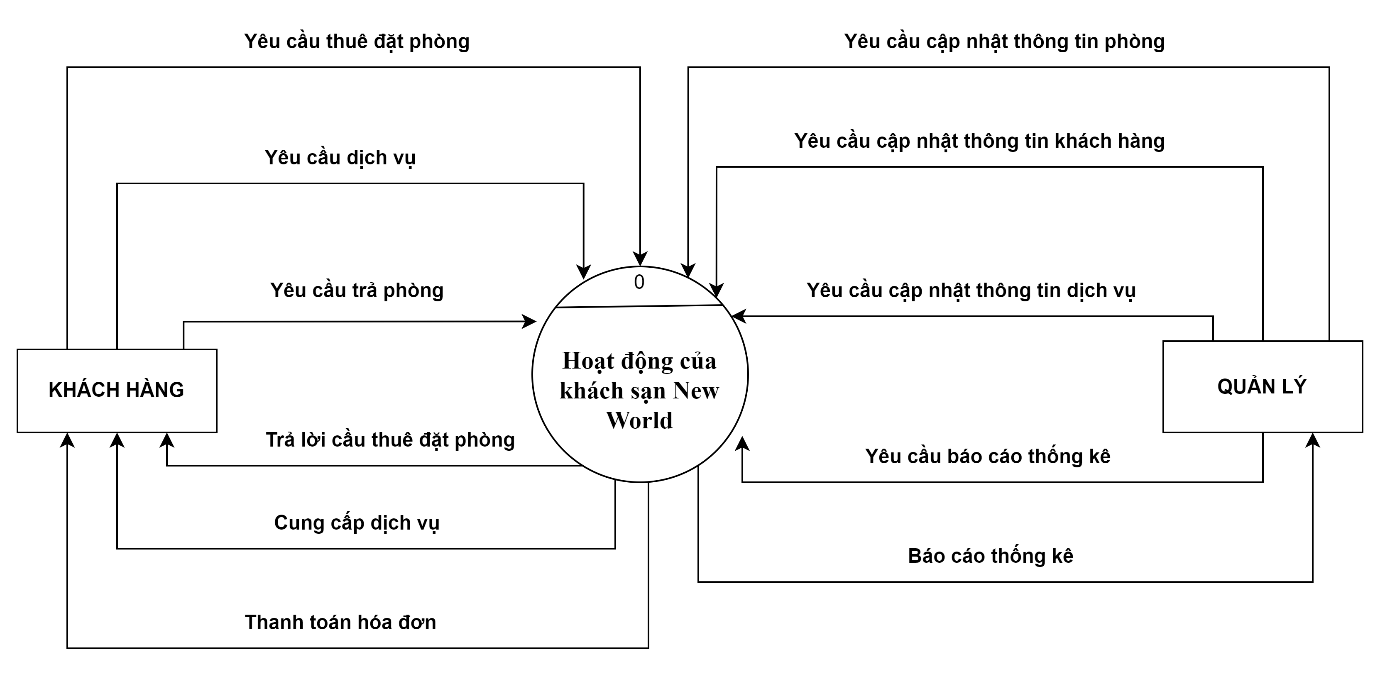 Yêu cầu thuê đặt phòng
Yêu cầu cập nhật thông tin phòng
Yêu cầu dịch vụ
Yêu cầu cập nhật thông tin khách hàng
Yêu cầu trả phòng
0
Yêu cầu cập nhật thông tin dịch vụ
KHÁCH HÀNG
Hoạt động của
khách sạn New
World
QUẢN LÝ
Trả lời cầu thuê đặt phòng
Yêu cầu báo cáo thống kê
Cung cấp dịch vụ
Báo cáo thống kê
Thanh toán hóa đơn